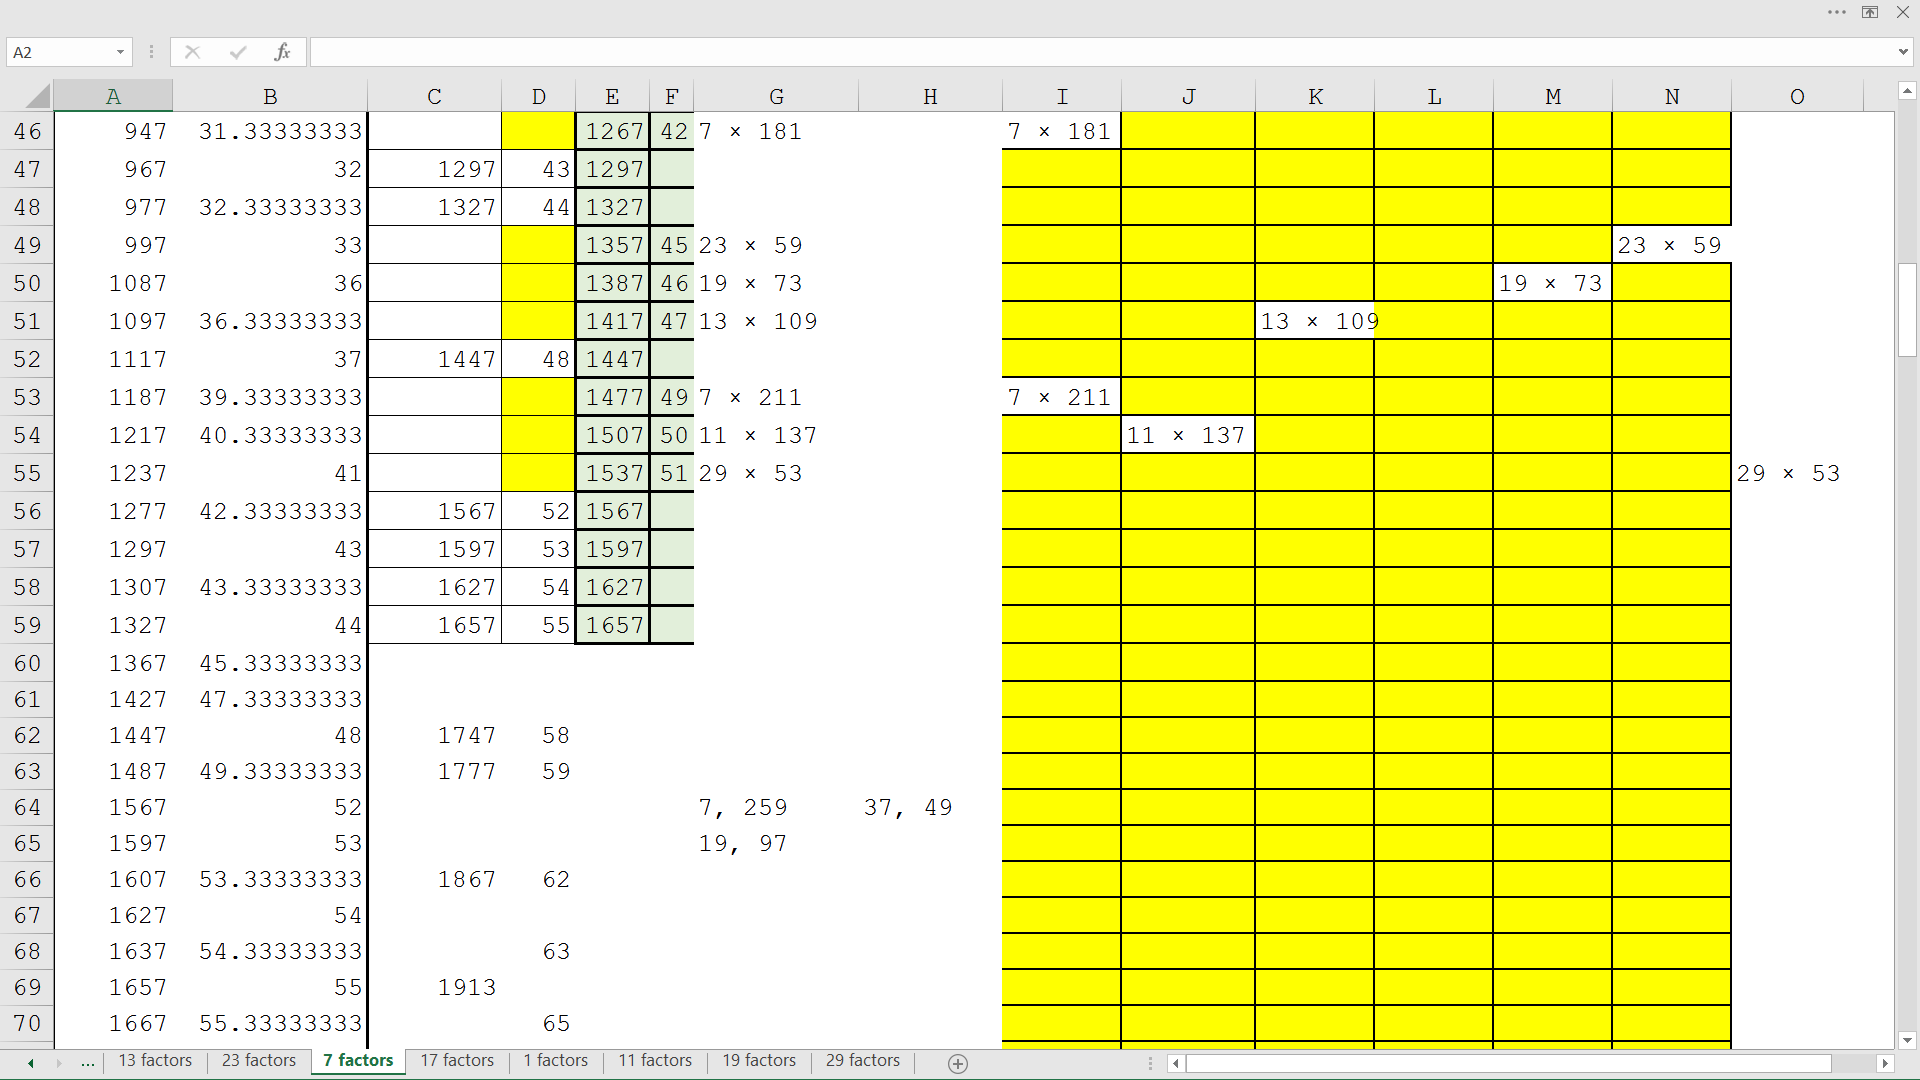 A2
fx
A B C D E F G H I J K L M N O
46 947 31.33333333 1267 42 7 × 181 7 × 181
47 967 32 1297 43 1297
48 977 32.33333333 1327 44 1327
49 997 33 1357 45 23 × 59 23 × 59
50 1087 36 1387 46 19 × 73 19 × 73
51 1097 36.33333333 1417 47 13 × 109 13 × 109
52 1117 37 1447 48 1447
53 1187 39.33333333 1477 49 7 × 211 7 × 211
54 1217 40.33333333 1507 50 11 × 137 11 × 137
55 1237 41 1537 51 29 × 53 29 × 53
56 1277 42.33333333 1567 52 1567
57 1297 43 1597 53 1597
58 1307 43.33333333 1627 54 1627
59 1327 44 1657 55 1657
60 1367 45.33333333
61 1427 47.33333333
62 1447 48 1747 58
63 1487 49.33333333 1777 59
64 1567 52 7, 259 37, 49
65 1597 53 19, 97
66 1607 53.33333333 1867 62
67 1627 54
68 1637 54.33333333 63
69 1657 55 1913
70 1667 55.33333333 65
... 13 factors 23 factors 7 factors 17 factors 1 factors 11 factors 19 factors 29 factors